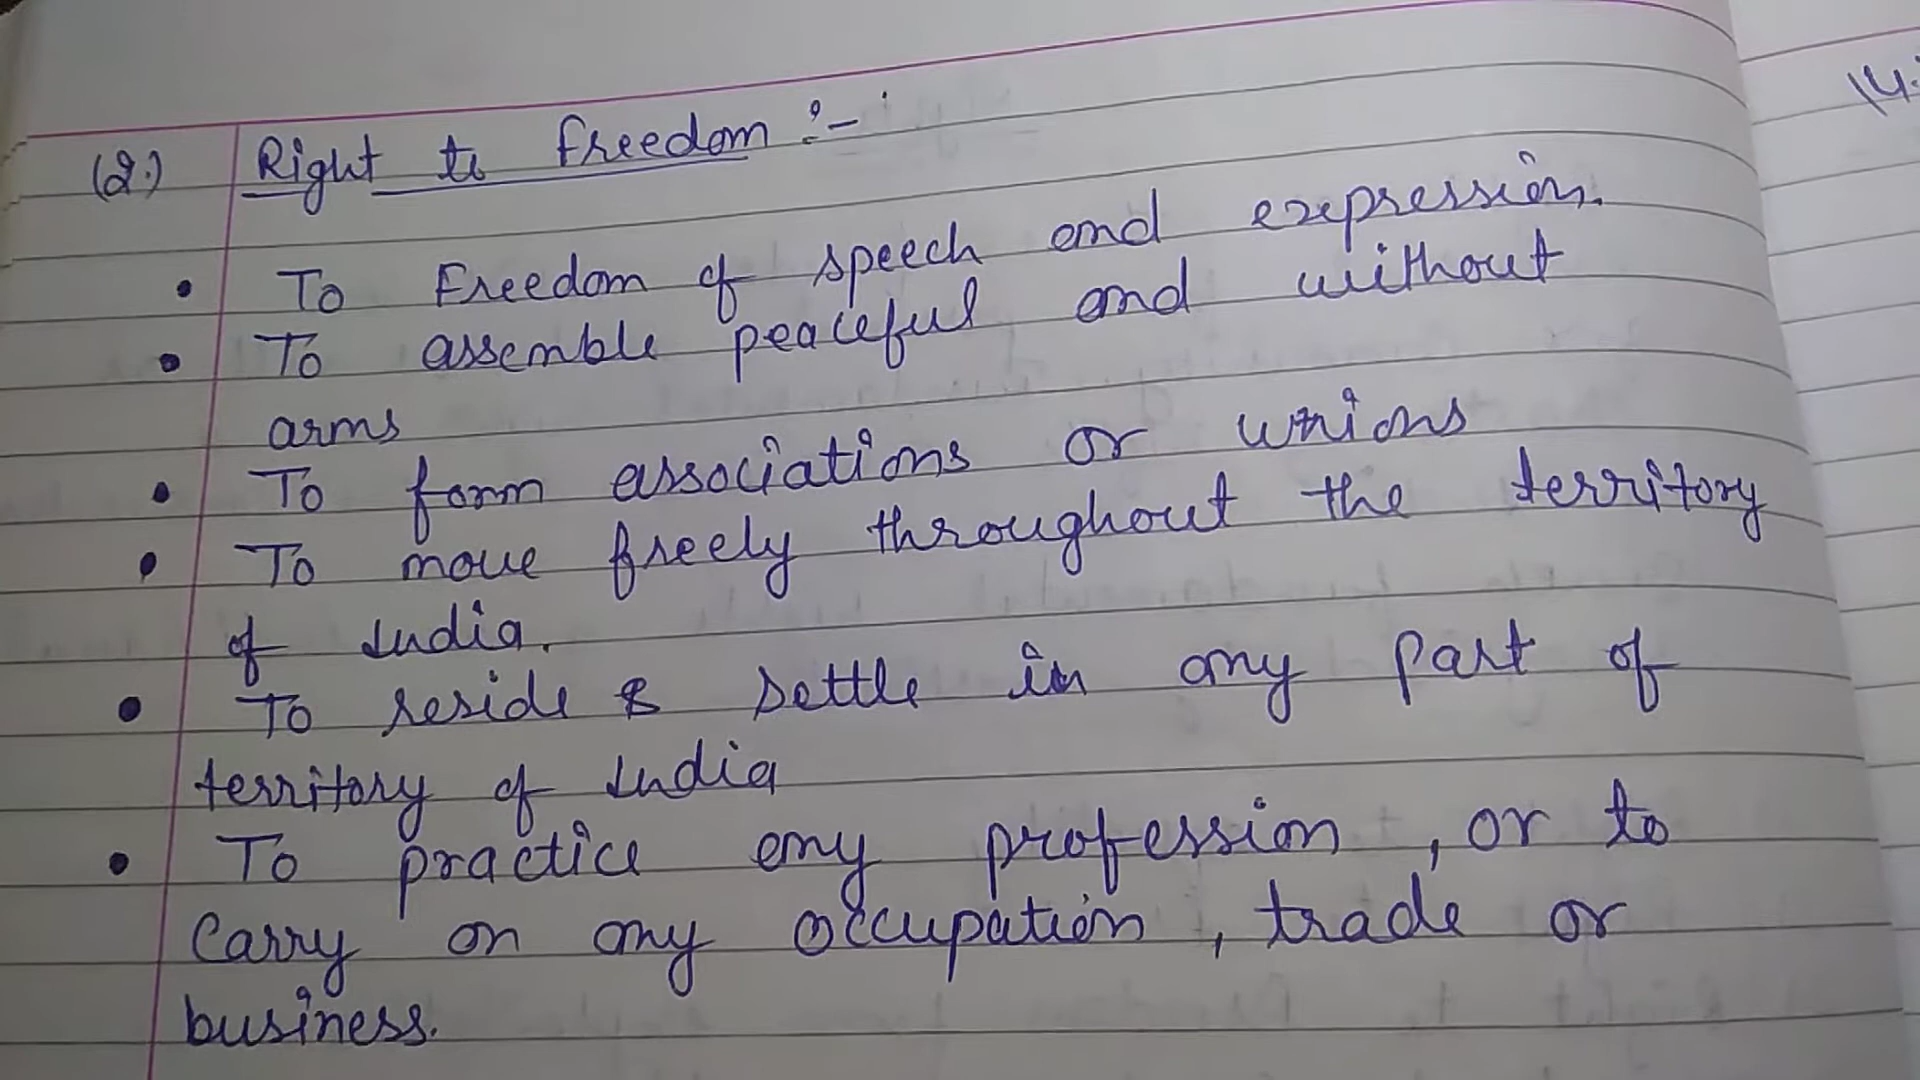 (2.) Right to freedom :-
• To Freedom of speech and expression.
• To assemble peaceful and without
arms
• To form associations or unions
• To move freely throughout the territory
of India.
• To reside & settle in any part of
territory of India
• To practice any profession, or to
Carry on any occupation, trade or
business.
14.